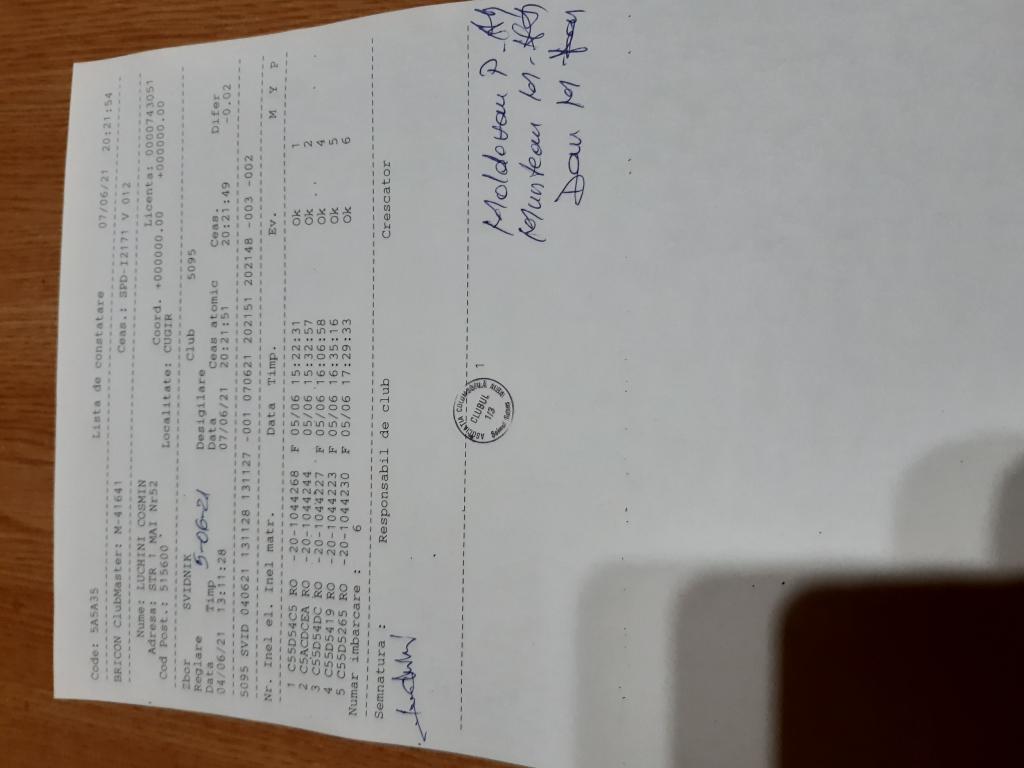 Code: 5A5A35 Lista de constatare 07/06/21 20:21:54
BRICON ClubMaster: M-41641 Ceas.: SPD-I2171 V 012
Nume: LUCHINI COSMIN Licenta: 0000743051
Adresa: STR MAI Nr52 Coord. +000000.00 +000000.00
Cod Post.: 515600 Localitate: CUGIR
Zbor SVIDNIK Club 5095
Reglare Desigilare
Data Timp 5-06-21 Data Ceas atomic Ceas. Difer
04/06/21 13:11:28 07/06/21 20:21:51 20:21:49 -0.02
5095 SVID 040621 131128 131127 -001 070621 202151 202148 -003 -002
Nr. Inel el. Inel matr. Data Timp. Ev. M Y P
1 C55D54C5 RO -20-1044268 F 05/06 15:22:31 Ok 1
2 C5ACDCEA RO -20-1044244 F 05/06 15:32:57 Ok 2
3 C55D54DC RO -20-1044227 F 05/06 16:06:58 Ok 4
4 C55D5419 RO -20-1044223 F 05/06 16:35:16 Ok 5
5 C55D5265 RO -20-1044230 F 05/06 17:29:33 Ok 6
Numar imbarcare : 6
Semnatura : Responsabil de club Crescator
CLUBUL
1
Moldovan P -
Muntean M -
Dan M